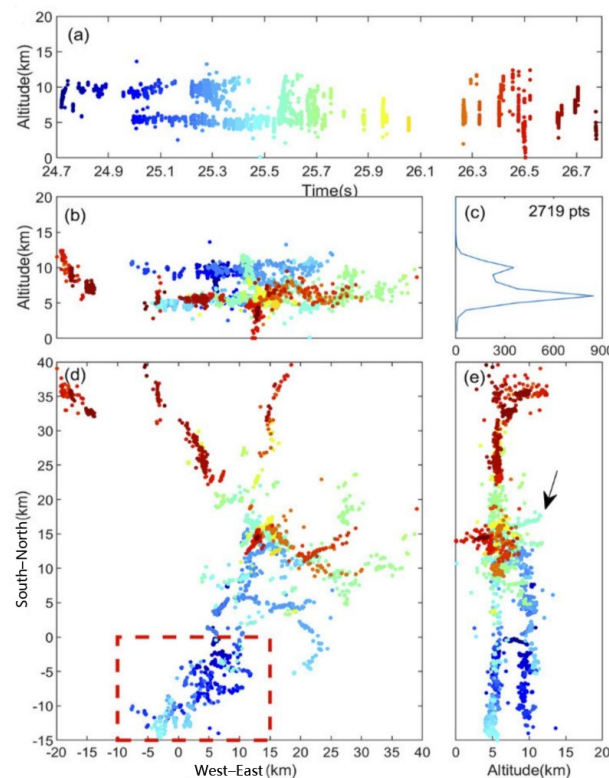 (a)
Altitude(km)
20
15
10
5
0
24.7 24.9 25.1 25.3 25.5 25.7 25.9 26.1 26.3 26.5 26.7
Time(s)
(b)
Altitude(km)
20
15
10
5
0
(c) 2719 pts
0 300 600 900
(d)
South–North(km)
40
35
30
25
20
15
10
5
0
-5
-10
-15
-20 -15 -10 -5 0 5 10 15 20 25 30 35 40
West–East(km)
(e)
0 10 20
Altitude(km)